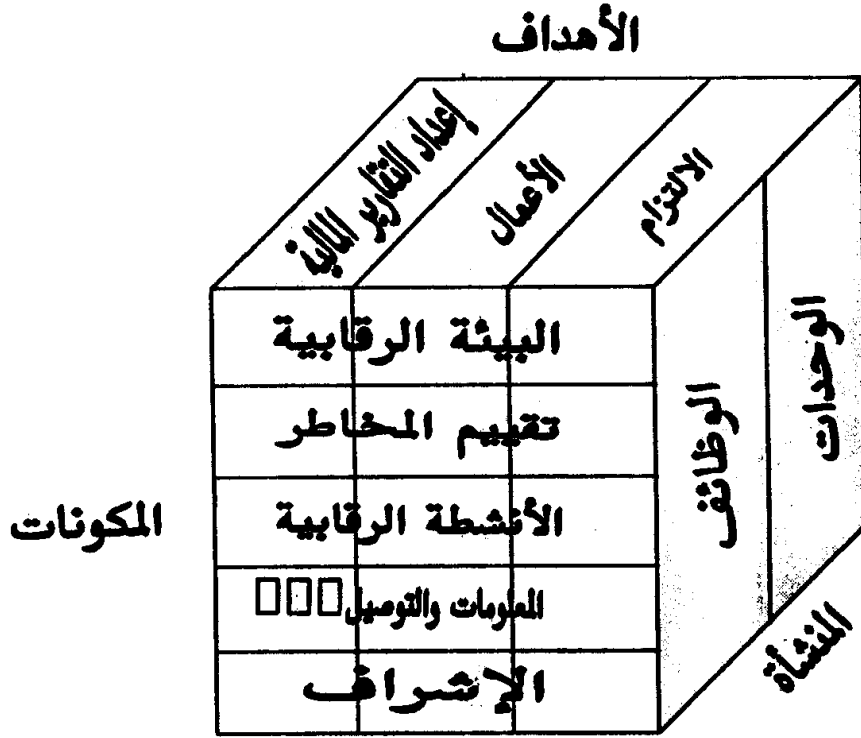 الأهداف
إعداد التقارير المالية
الأعمال
الالتزام
البيئة الرقابية
تقييم المخاطر
الأنشطة الرقابية
المعلومات والتوصيل
الإشراف
المكونات
الوظائف
الوحدات
المنشأة